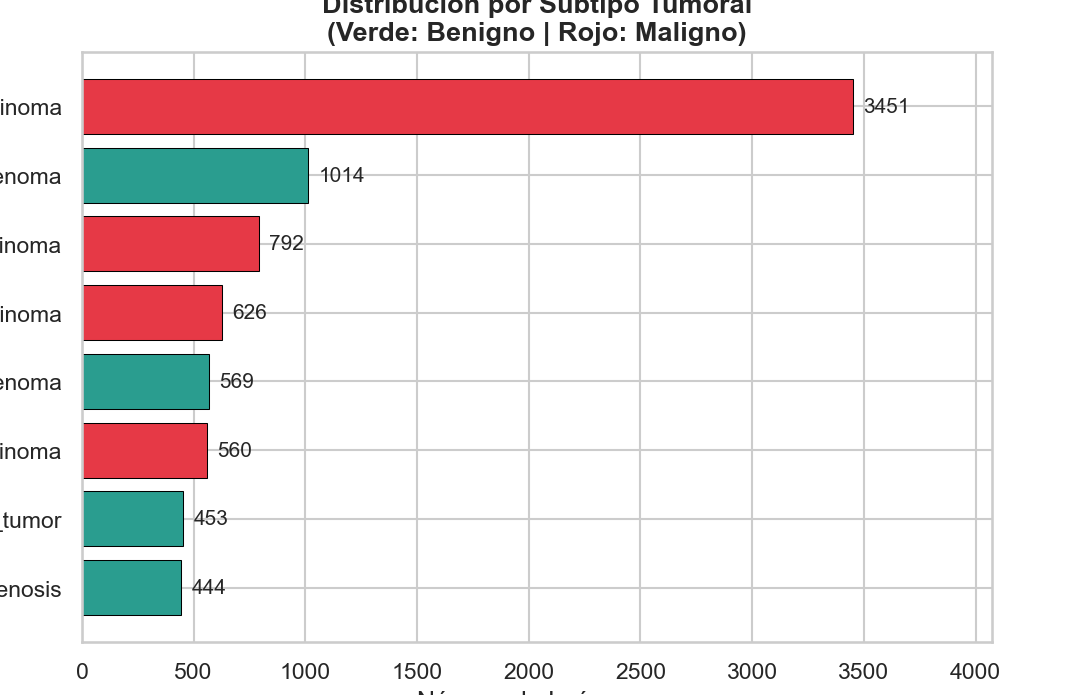 Distribución por Subtipo Tumoral
(Verde: Benigno | Rojo: Maligno)
inoma 3451
enoma 1014
inoma 792
inoma 626
enoma 569
inoma 560
_tumor 453
enosis 444
0 500 1000 1500 2000 2500 3000 3500 4000